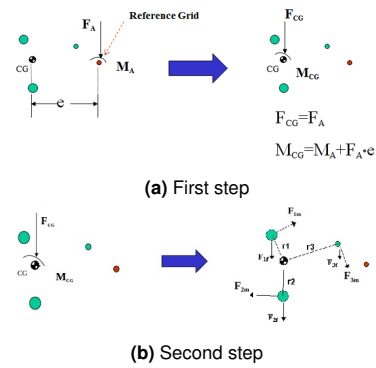 Reference Grid
F_A
CG
M_A
e
F_CG
CG
M_CG
F_CG=F_A
M_CG=M_A+F_A·e
(a) First step
F_CG
CG
M_CG
F_1m
r1
r3
F_1f
F_2f
F_3m
F_2m
r2
F_2f
(b) Second step